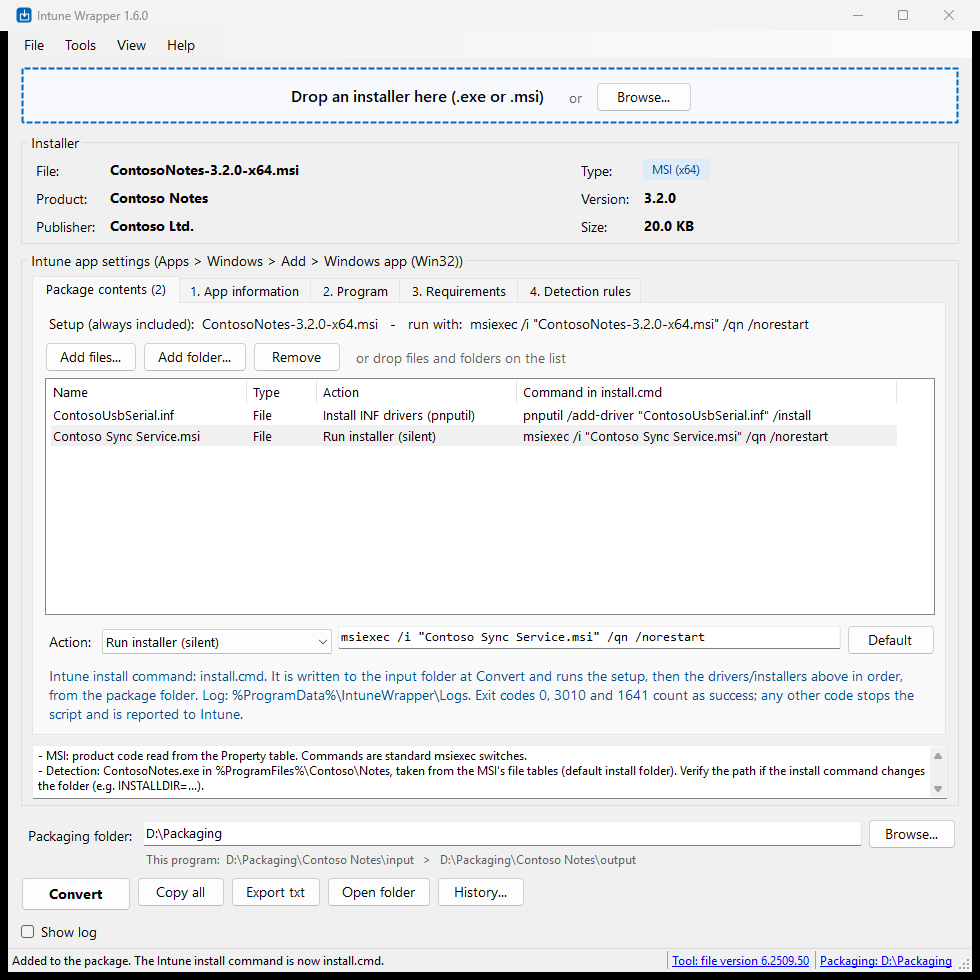 Intune Wrapper 1.6.0
File Tools View Help
Drop an installer here (.exe or .msi) or Browse...
Installer
File: ContosoNotes-3.2.0-x64.msi Type: MSI (x64)
Product: Contoso Notes Version: 3.2.0
Publisher: Contoso Ltd. Size: 20.0 KB
Intune app settings (Apps > Windows > Add > Windows app (Win32))
Package contents (2) 1. App information 2. Program 3. Requirements 4. Detection rules
Setup (always included): ContosoNotes-3.2.0-x64.msi - run with: msiexec /i "ContosoNotes-3.2.0-x64.msi" /qn /norestart
Add files... Add folder... Remove or drop files and folders on the list
Name Type Action Command in install.cmd
ContosoUsbSerial.inf File Install INF drivers (pnputil) pnputil /add-driver "ContosoUsbSerial.inf" /install
Contoso Sync Service.msi File Run installer (silent) msiexec /i "Contoso Sync Service.msi" /qn /norestart
Action: Run installer (silent) msiexec /i "Contoso Sync Service.msi" /qn /norestart Default
Intune install command: install.cmd. It is written to the input folder at Convert and runs the setup, then the drivers/installers above in order,
from the package folder. Log: %ProgramData%\IntuneWrapper\Logs. Exit codes 0, 3010 and 1641 count as success; any other code stops the
script and is reported to Intune.
- MSI: product code read from the Property table. Commands are standard msiexec switches.
- Detection: ContosoNotes.exe in %ProgramFiles%\Contoso\Notes, taken from the MSI's file tables (default install folder). Verify the path if the install command changes
the folder (e.g. INSTALLDIR=...).
Packaging folder: D:\Packaging Browse...
This program: D:\Packaging\Contoso Notes\input > D:\Packaging\Contoso Notes\output
Convert Copy all Export txt Open folder History...
Show log
Added to the package. The Intune install command is now install.cmd. Tool: file version 6.2509.50 Packaging: D:\Packaging